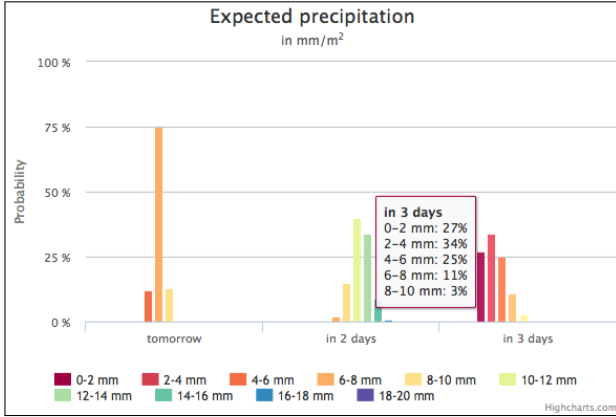 Expected precipitation
in mm/m²
100 %
75 %
50 %
25 %
0 %
Probability
in 3 days
0–2 mm: 27%
2–4 mm: 34%
4–6 mm: 25%
6–8 mm: 11%
8–10 mm: 3%
tomorrow in 2 days in 3 days
0-2 mm 2-4 mm 4-6 mm 6-8 mm 8-10 mm 10-12 mm
12-14 mm 14-16 mm 16-18 mm 18-20 mm
Highcharts.com